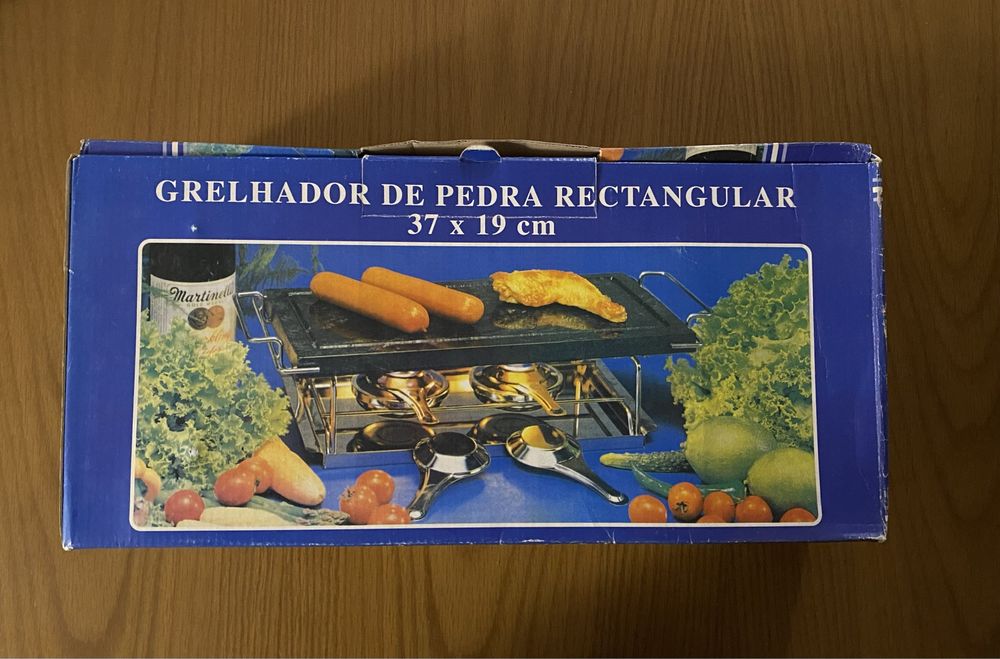 GRELHADOR DE PEDRA RECTANGULAR
37 x 19 cm
Martinelli